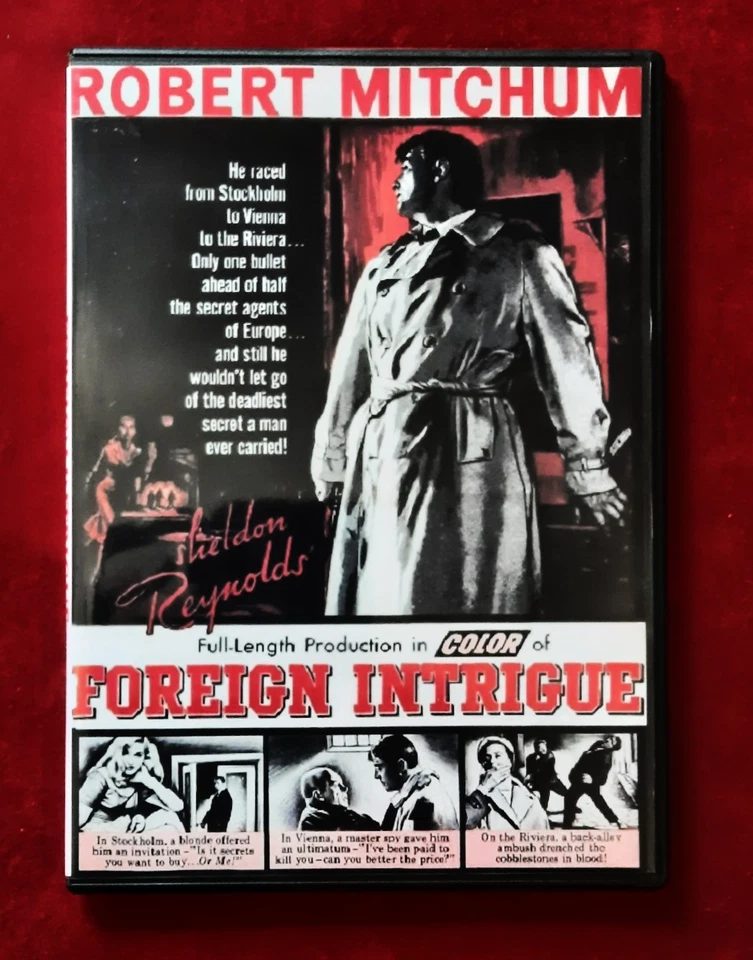 ROBERT MITCHUM
He raced
from Stockholm
to Vienna
to the Riviera...
Only one bullet
ahead of half
the secret agents
of Europe...
and still he
wouldn't let go
of the deadliest
secret a man
ever carried!
sheldon
Reynolds'
Full-Length Production in COLOR of
FOREIGN INTRIGUE
In Stockholm, a blonde offered
him an invitation-"Is it secrets
you want to buy...Or Me!"
In Vienna, a master spy gave him
an ultimatum-"I've been paid to
kill you-can you better the price?"
On the Riviera, a back-alley
ambush drenched the
cobblestones in blood!